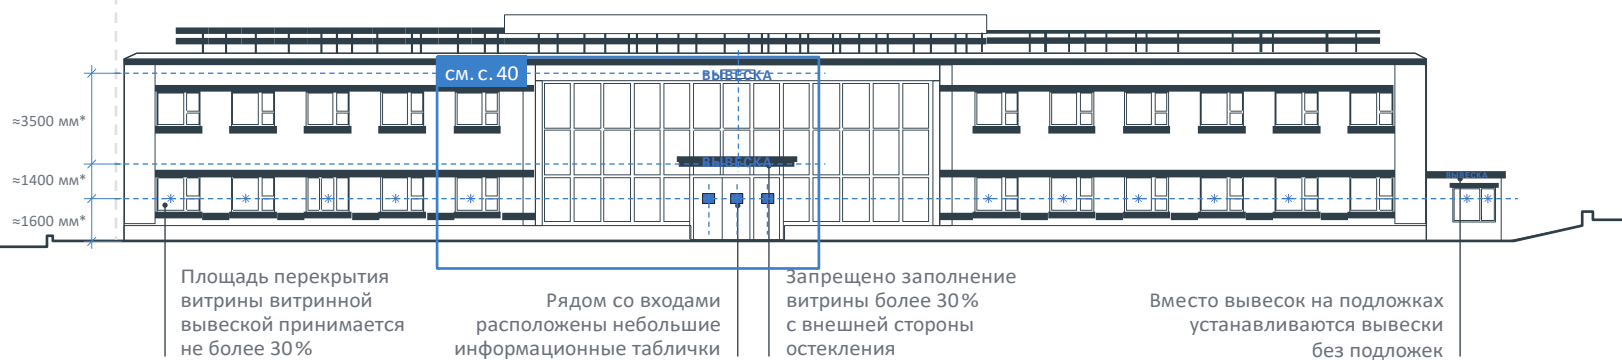 см. с. 40
ВЫВЕСКА
≈3500 мм*
ВЫВЕСКА
≈1400 мм*
ВЫВЕСКА
≈1600 мм*
Площадь перекрытия
витрины витринной
вывеской принимается
не более 30%
Рядом со входами
расположены небольшие
информационные таблички
Запрещено заполнение
витрины более 30%
с внешней стороны
остекления
Вместо вывесок на подложках
устанавливаются вывески
без подложек